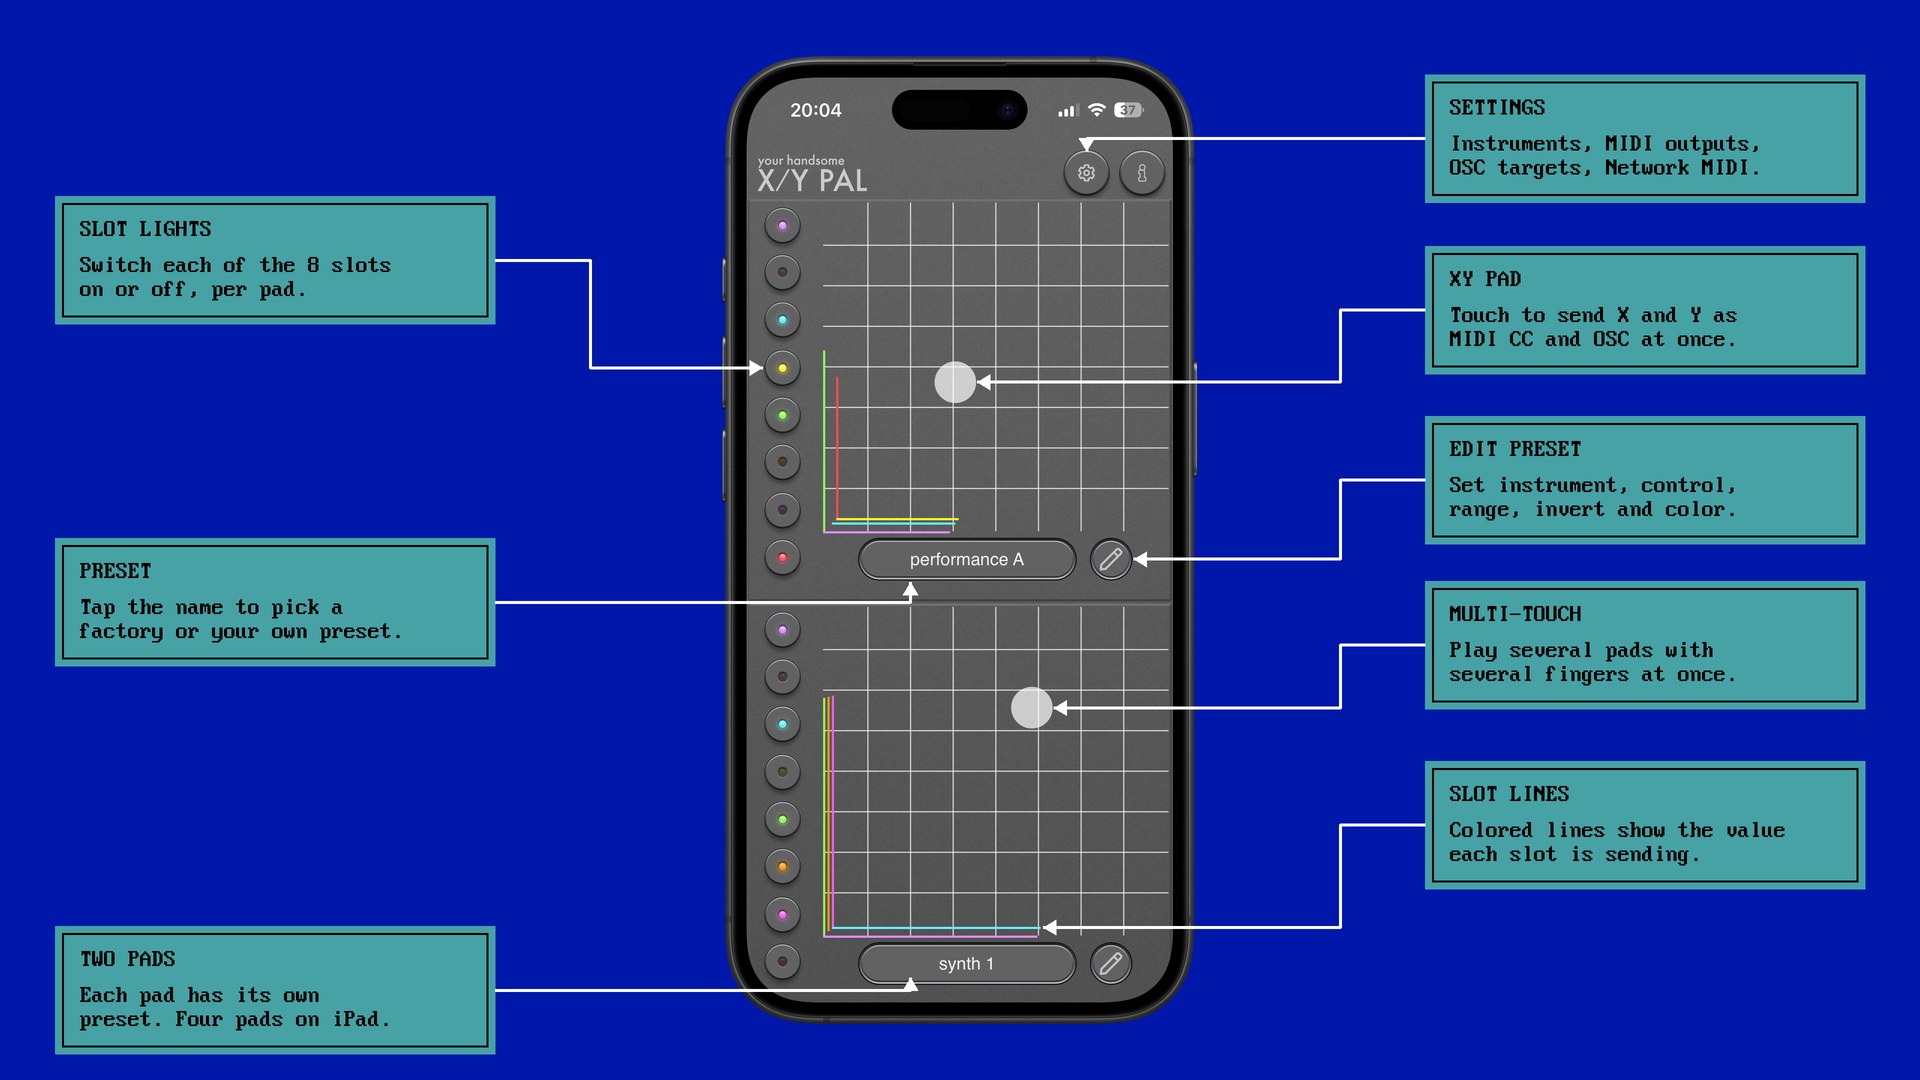 20:04
37
your handsome
X/Y PAL
performance A
synth 1
SLOT LIGHTS
Switch each of the 8 slots
on or off, per pad.
PRESET
Tap the name to pick a
factory or your own preset.
TWO PADS
Each pad has its own
preset. Four pads on iPad.
SETTINGS
Instruments, MIDI outputs,
OSC targets, Network MIDI.
XY PAD
Touch to send X and Y as
MIDI CC and OSC at once.
EDIT PRESET
Set instrument, control,
range, invert and color.
MULTI-TOUCH
Play several pads with
several fingers at once.
SLOT LINES
Colored lines show the value
each slot is sending.